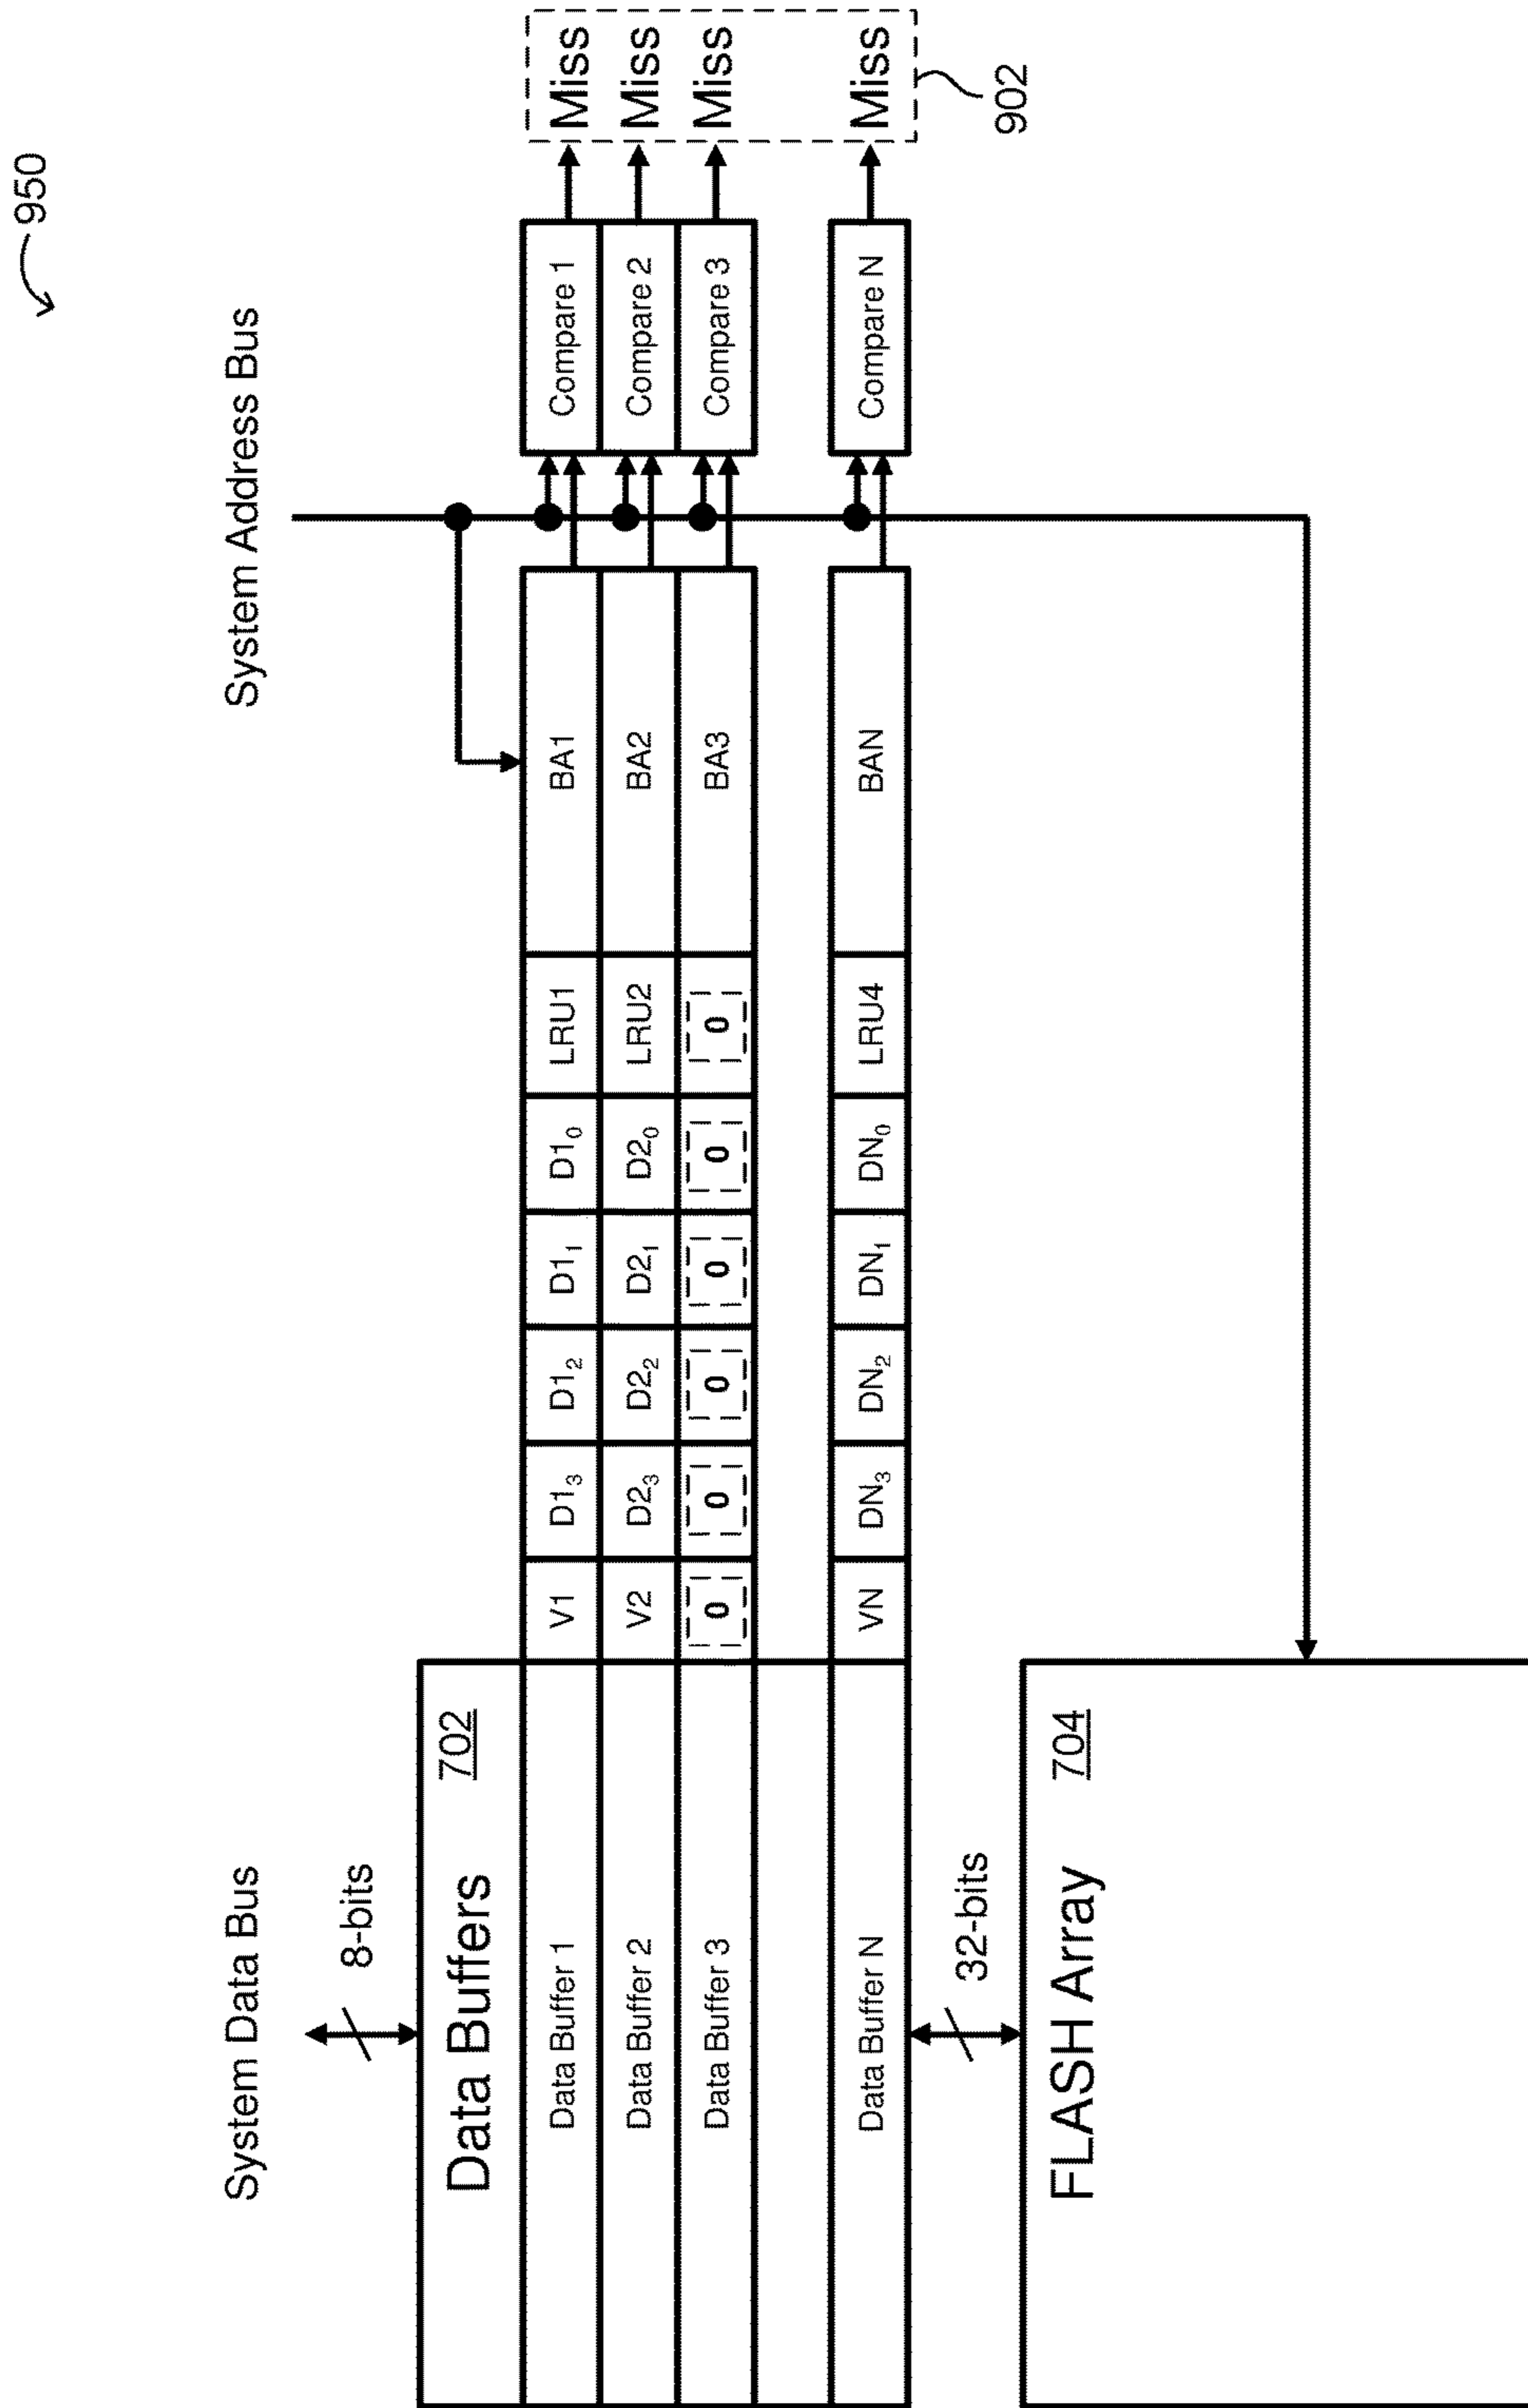 950
System Data Bus
System Address Bus
8-bits
Data Buffers 702
Data Buffer 1 V1 D1₃ D1₂ D1₁ D1₀ LRU1 BA1 Compare 1 Miss
Data Buffer 2 V2 D2₃ D2₂ D2₁ D2₀ LRU2 BA2 Compare 2 Miss
Data Buffer 3 0 0 0 0 0 0 BA3 Compare 3 Miss
Data Buffer N VN DN₃ DN₂ DN₁ DN₀ LRU4 BAN Compare N Miss
902
32-bits
FLASH Array 704